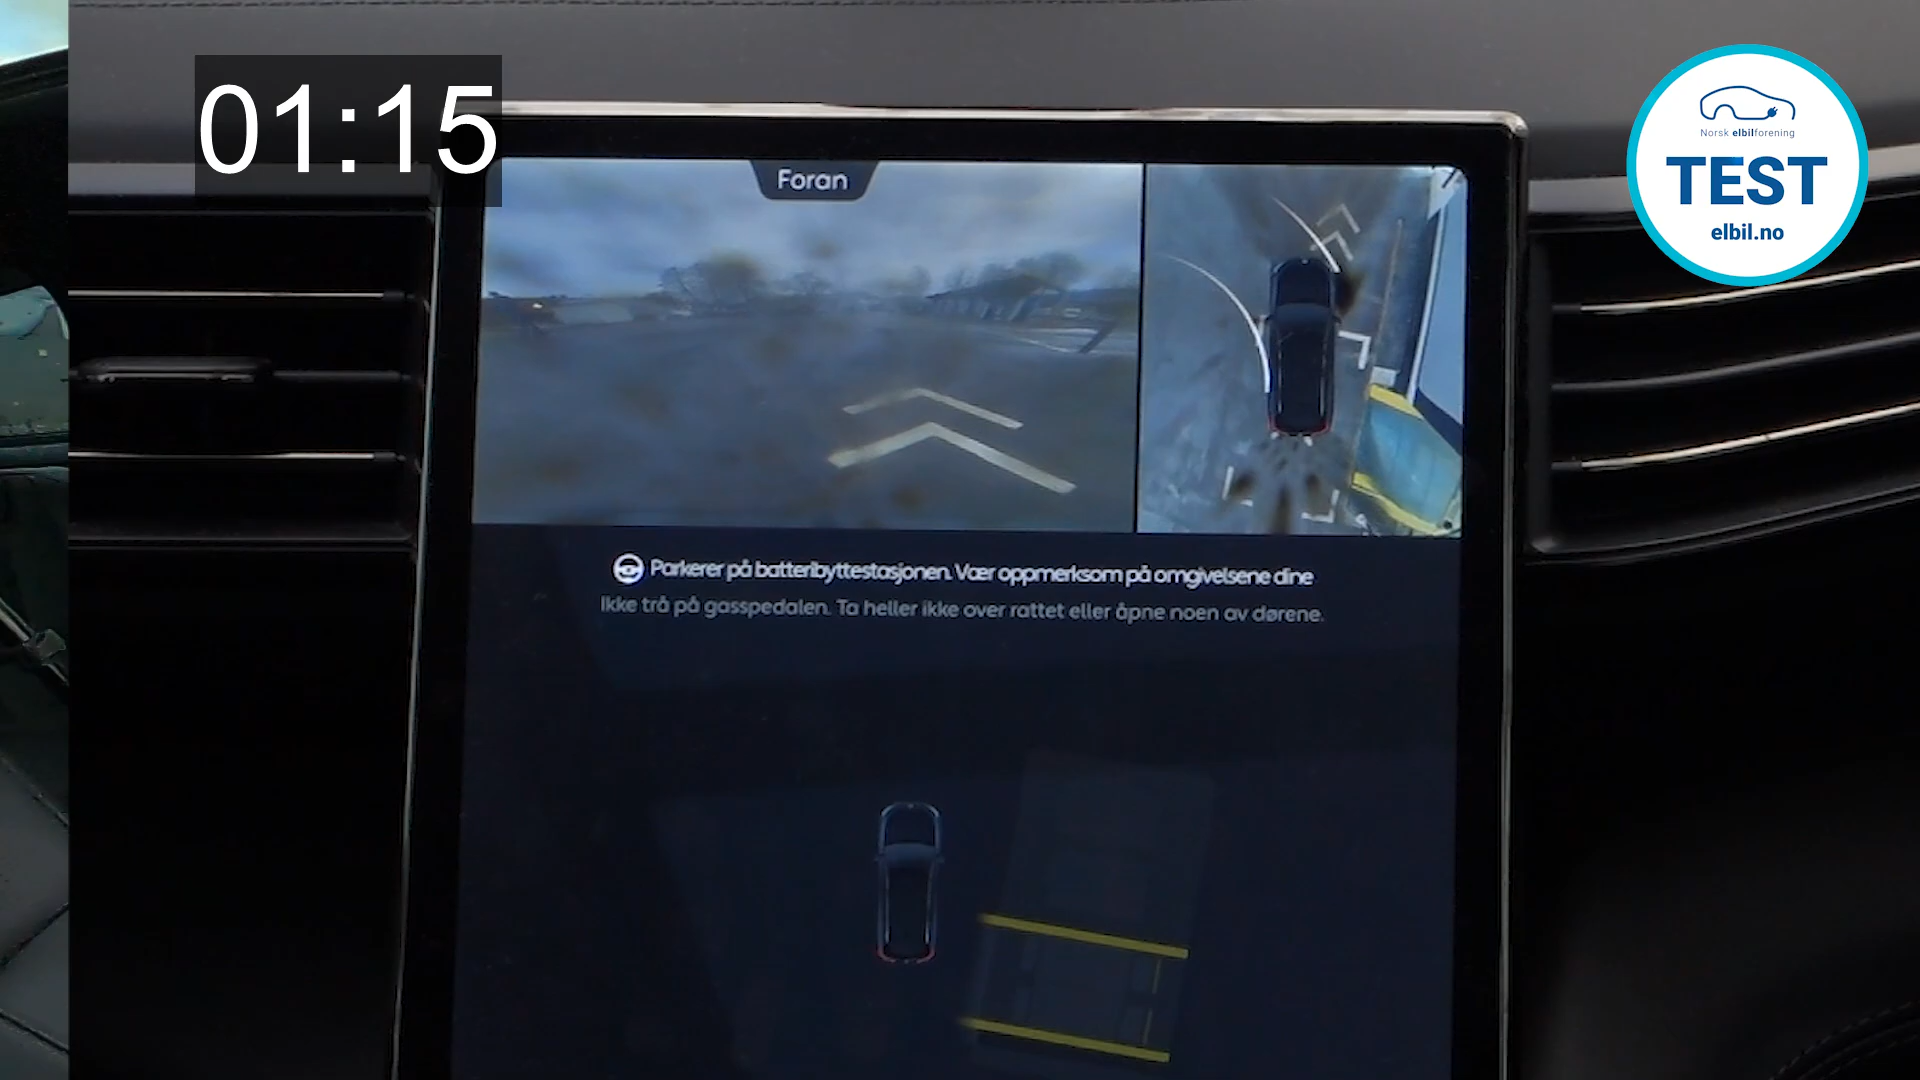 01:15
Foran
Norsk elbilforening
TEST
elbil.no
Parkerer på batteribyttestasjonen. Vær oppmerksom på omgivelsene dine
Ikke trå på gasspedalen. Ta heller ikke over rattet eller åpne noen av dørene.